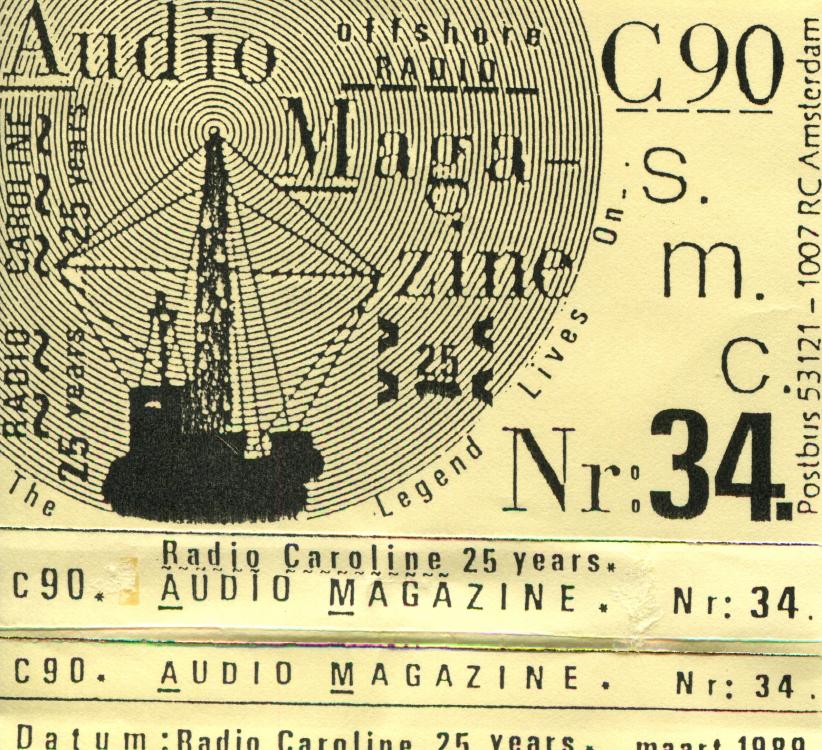 Audio
offshore
RADIO
Maga-
zine
C90
s.
m.
c.
Postbus 53121 – 1007 RC Amsterdam
RADIO ~ ~ CAROLINE ~ ~
25 years 25 years
25
The Legend Lives On..
Nr: 34.
Radio Caroline 25 years.
C90. AUDIO MAGAZINE. Nr: 34.
C90. AUDIO MAGAZINE. Nr: 34.
Datum: Radio Caroline 25 years. maart 1989